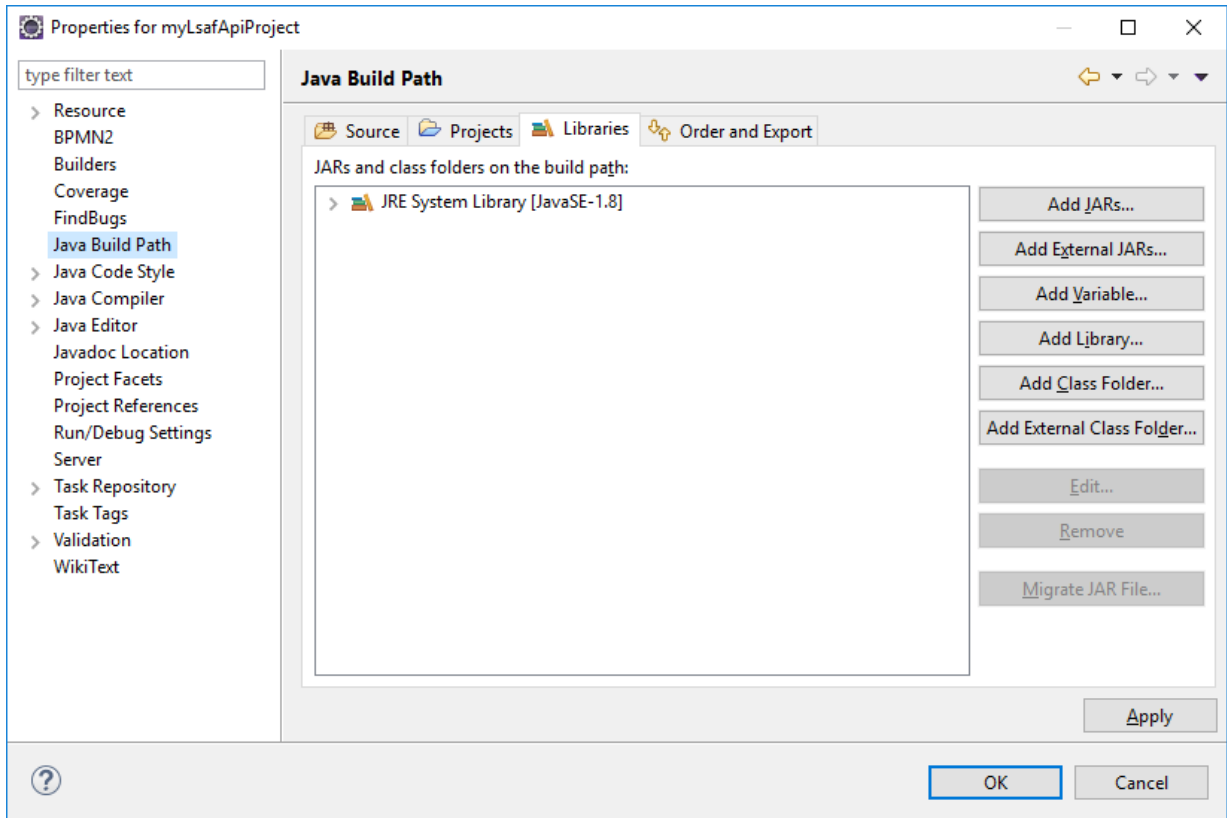 Properties for myLsafApiProject
type filter text
Resource
BPMN2
Builders
Coverage
FindBugs
Java Build Path
Java Code Style
Java Compiler
Java Editor
Javadoc Location
Project Facets
Project References
Run/Debug Settings
Server
Task Repository
Task Tags
Validation
WikiText
Java Build Path
Source Projects Libraries Order and Export
JARs and class folders on the build path:
JRE System Library [JavaSE-1.8]
Add JARs...
Add External JARs...
Add Variable...
Add Library...
Add Class Folder...
Add External Class Folder...
Edit...
Remove
Migrate JAR File...
Apply
OK Cancel